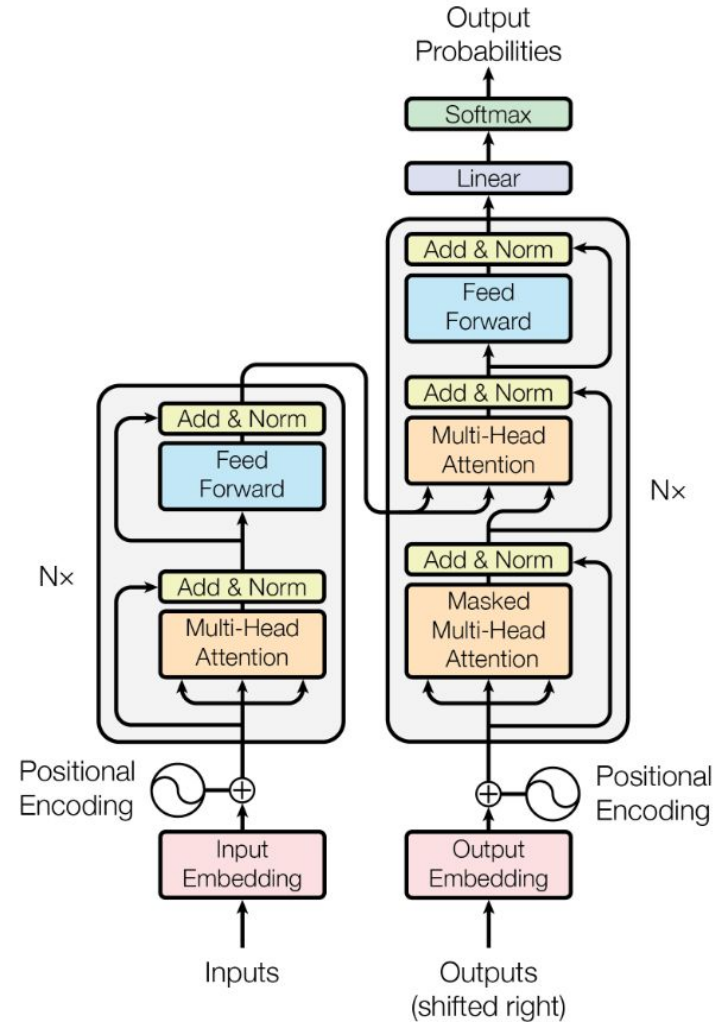 Output
Probabilities
Softmax
Linear
Add & Norm
Feed
Forward
Add & Norm
Multi-Head
Attention
Add & Norm
Masked
Multi-Head
Attention
N×
Add & Norm
Feed
Forward
Add & Norm
Multi-Head
Attention
N×
Positional
Encoding
Positional
Encoding
Input
Embedding
Output
Embedding
Inputs
Outputs
(shifted right)